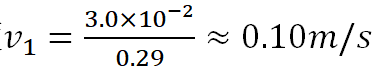 v₁ = 3.0×10⁻²/0.29 ≈ 0.10m/s